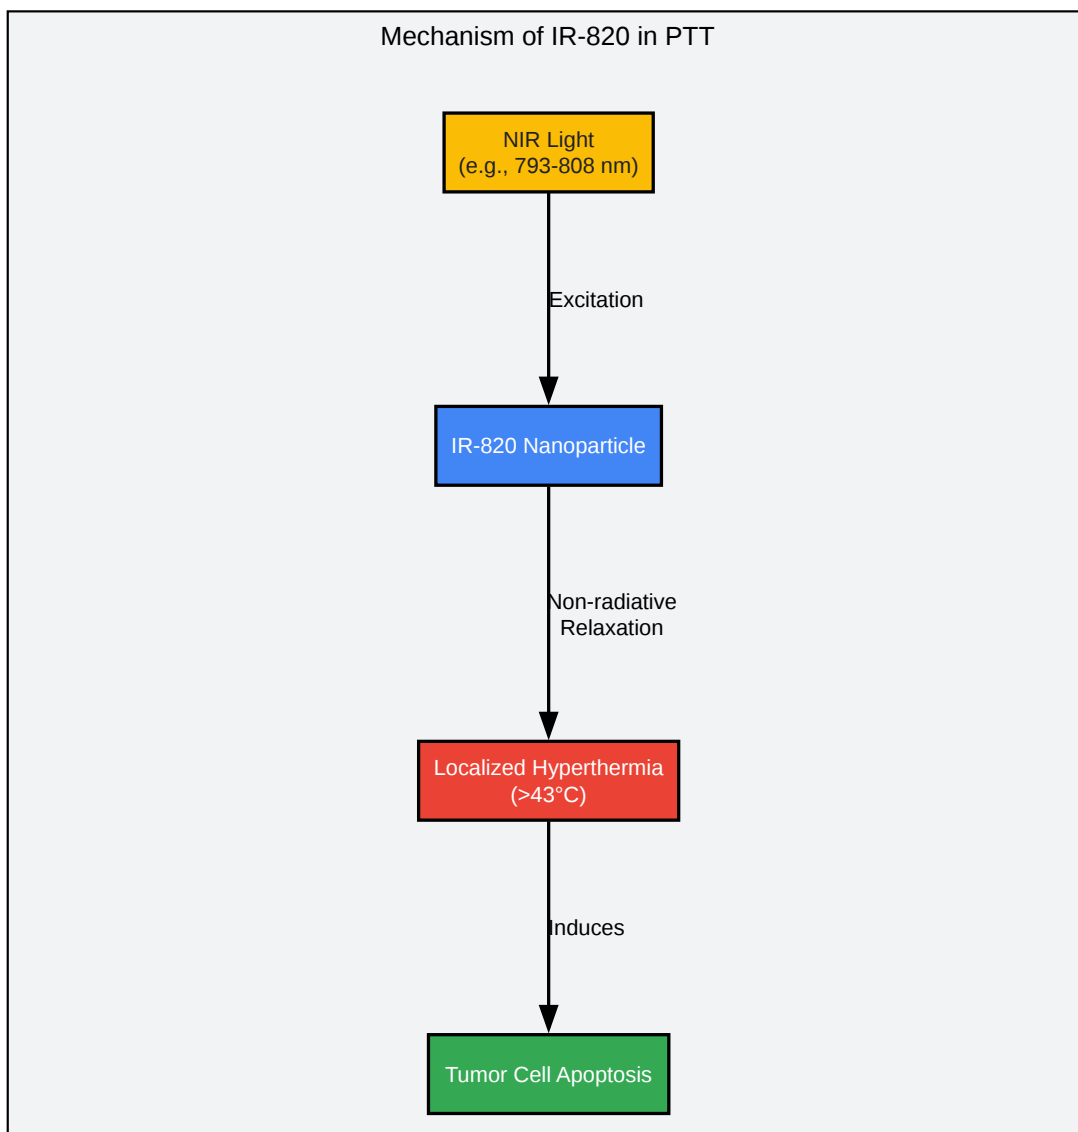 Mechanism of IR-820 in PTT
NIR Light
(e.g., 793-808 nm)
Excitation
IR-820 Nanoparticle
Non-radiative
Relaxation
Localized Hyperthermia
(>43°C)
Induces
Tumor Cell Apoptosis